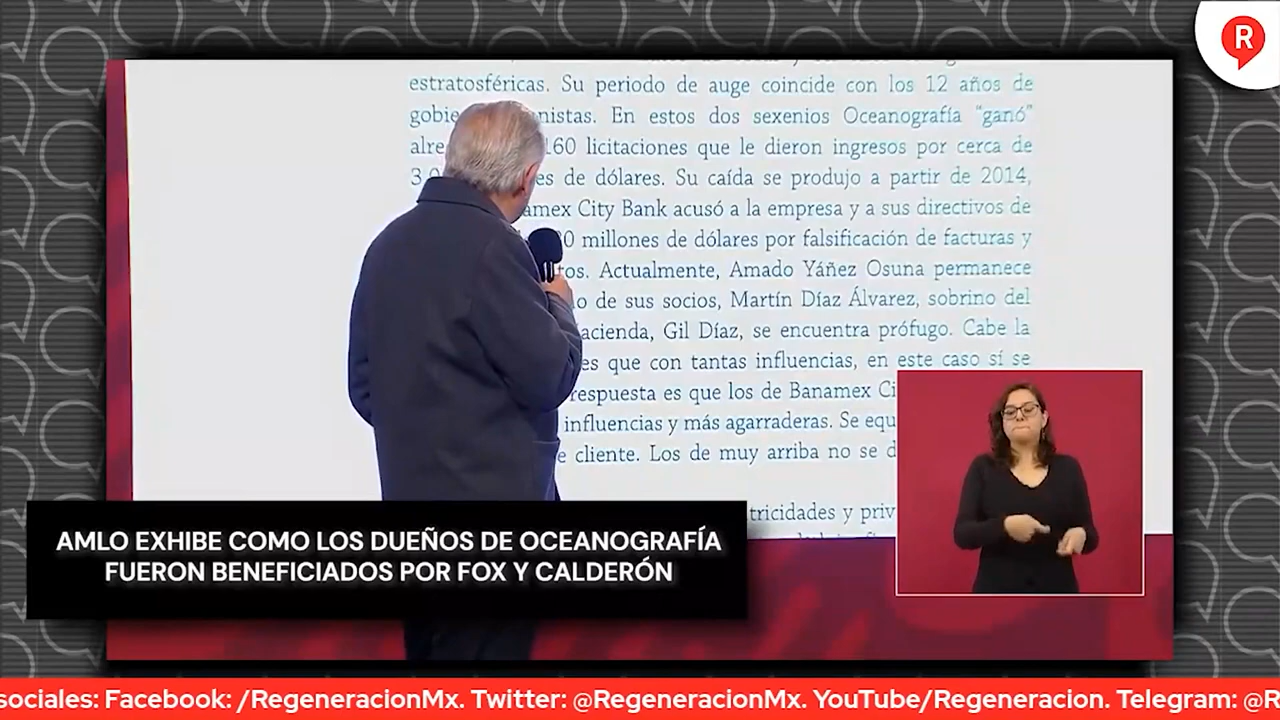 R
estratosféricas. Su periodo de auge coincide con los 12 años de
gobie nistas. En estos dos sexenios Oceanografía "ganó"
alre 160 licitaciones que le dieron ingresos por cerca de
3,0 es de dólares. Su caída se produjo a partir de 2014,
amex City Bank acusó a la empresa y a sus directivos de
millones de dólares por falsificación de facturas y
tos. Actualmente, Amado Yáñez Osuna permanece
o de sus socios, Martín Díaz Álvarez, sobrino del
acienda, Gil Díaz, se encuentra prófugo. Cabe la
es que con tantas influencias, en este caso sí se
respuesta es que los de Banamex Ci
influencias y más agarraderas. Se equ
e cliente. Los de muy arriba no se d
tricidades y priv
AMLO EXHIBE COMO LOS DUEÑOS DE OCEANOGRAFÍA
FUERON BENEFICIADOS POR FOX Y CALDERÓN
sociales: Facebook: /RegeneracionMx. Twitter: @RegeneracionMx. YouTube/Regeneracion. Telegram: @R